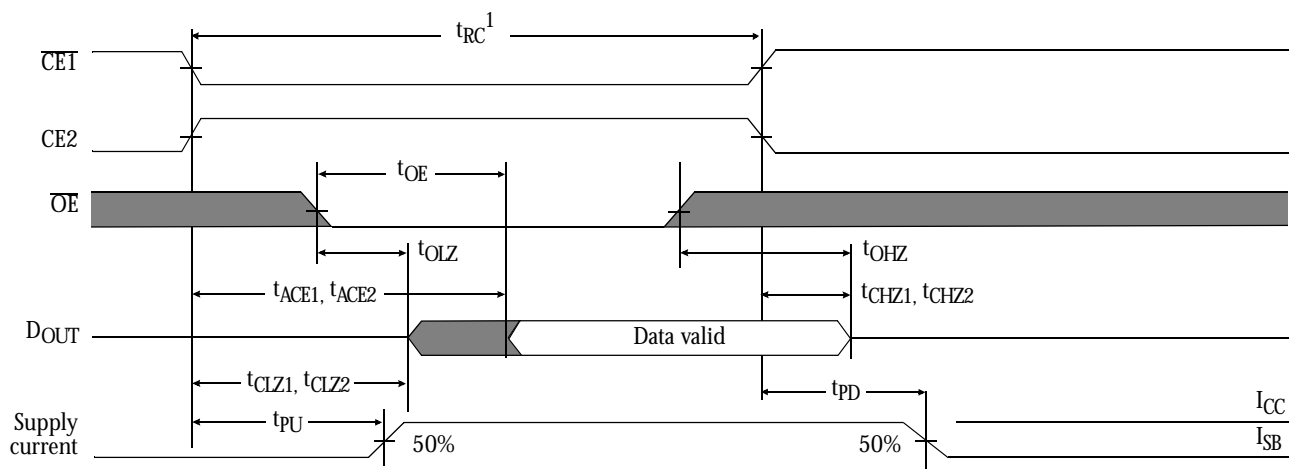 tRC1
CE1
CE2
tOE
OE
tOLZ
tOHZ
tACE1, tACE2
tCHZ1, tCHZ2
DOUT
Data valid
tCLZ1, tCLZ2
tPD
tPU
ICC
Supply
current
50%
50%
ISB